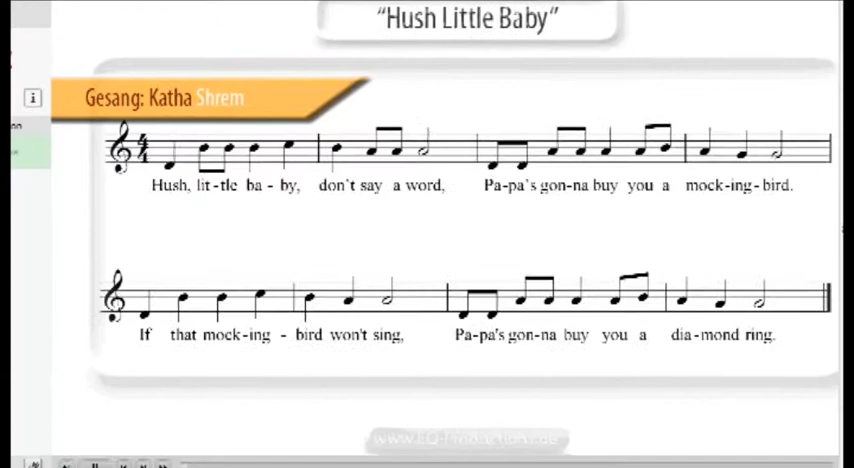 "Hush Little Baby"
Gesang: Katha Shrem
Hush, lit-tle ba - by, don't say a word, Pa-pa's gon-na buy you a mock-ing-bird.
If that mock-ing - bird won't sing, Pa-pa's gon-na buy you a dia-mond ring.
www.EQ-Productions.de